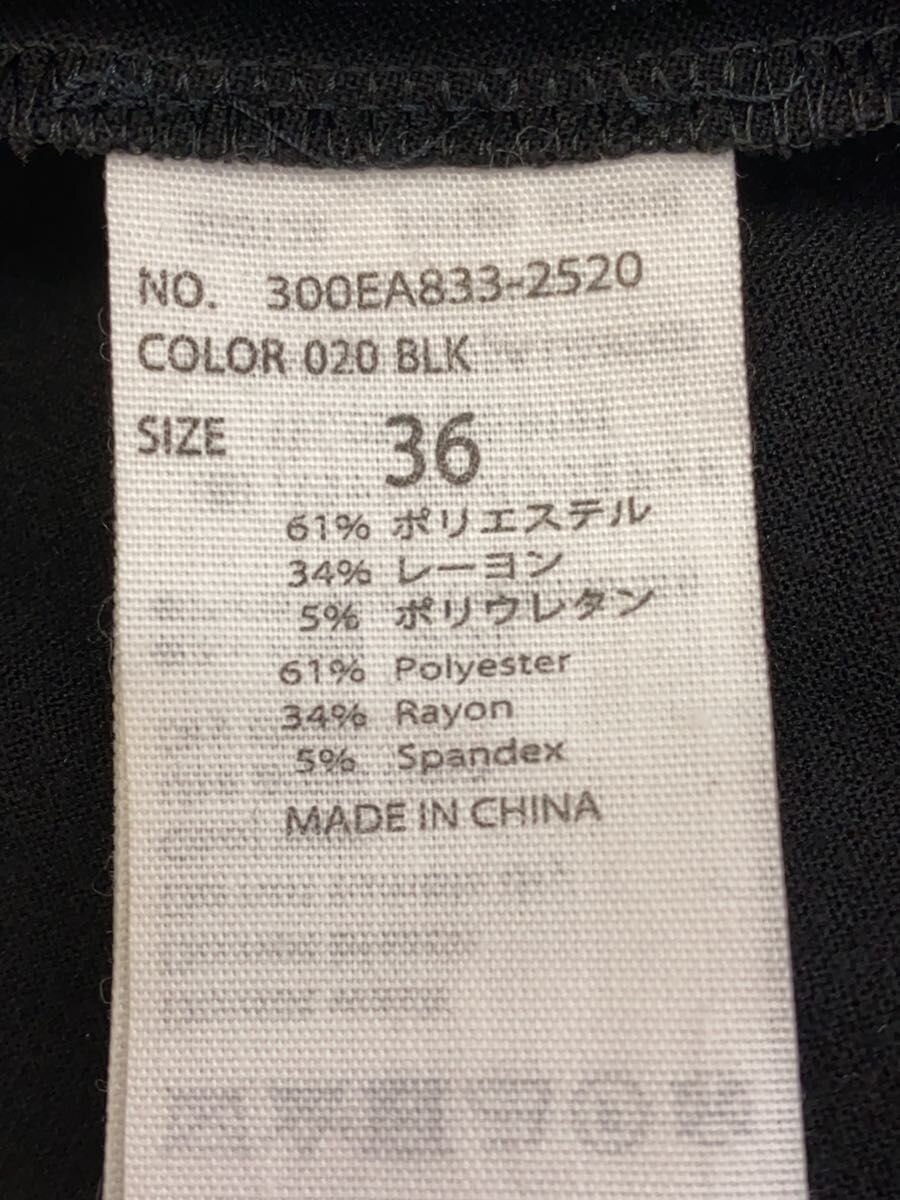 NO. 300EA833-2520
COLOR 020 BLK
SIZE 36
61% ポリエステル
34% レーヨン
5% ポリウレタン
61% Polyester
34% Rayon
5% Spandex
MADE IN CHINA